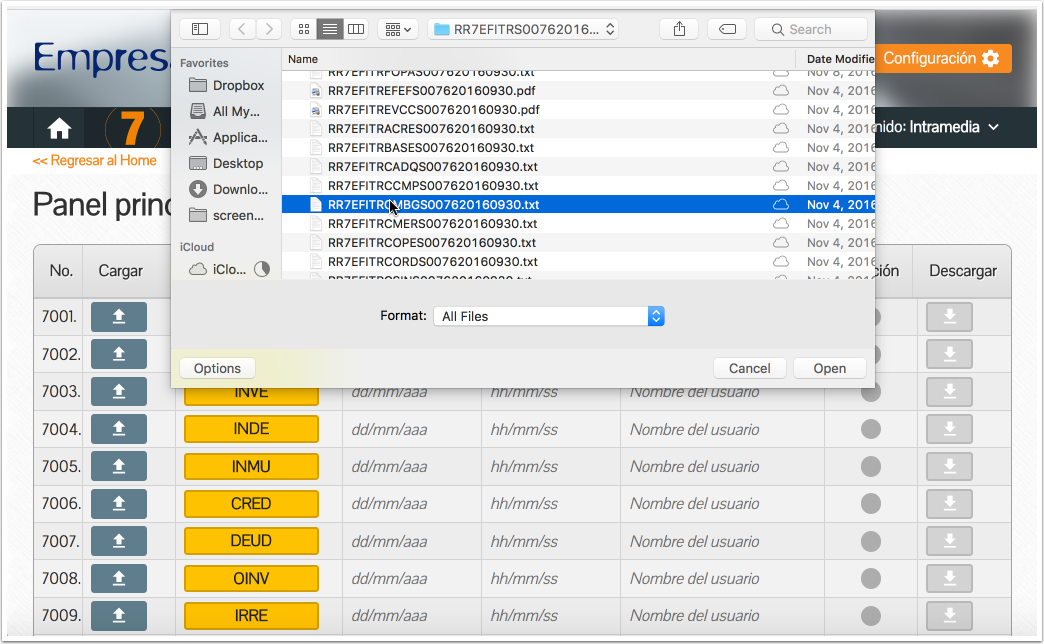 RR7EFITRS00762016...
Search
Empres
Configuración
Favorites
Dropbox
All My...
Applica...
Desktop
Downlo...
screen...
iCloud
iClo...
Name
Date Modifie
RR7EFITRFOPAS007620160930.txt
Nov 8, 2016
RR7EFITREFEFS007620160930.pdf
Nov 4, 2016
RR7EFITREVCCS007620160930.pdf
Nov 4, 2016
RR7EFITRACRES007620160930.txt
Nov 4, 2016
RR7EFITRBASES007620160930.txt
Nov 4, 2016
RR7EFITRCADQS007620160930.txt
Nov 4, 2016
RR7EFITRCCMPS007620160930.txt
Nov 4, 2016
RR7EFITRCMBGS007620160930.txt
Nov 4, 2016
RR7EFITRCMERS007620160930.txt
Nov 4, 2016
RR7EFITRCOPES007620160930.txt
Nov 4, 2016
RR7EFITRCORDS007620160930.txt
Nov 4, 2016
Format: All Files
Options
Cancel
Open
7
nido: Intramedia
<< Regresar al Home
Panel prin
No. Cargar ción Descargar
7001.
7002.
7003. INVE dd/mm/aaa hh/mm/ss Nombre del usuario
7004. INDE dd/mm/aaa hh/mm/ss Nombre del usuario
7005. INMU dd/mm/aaa hh/mm/ss Nombre del usuario
7006. CRED dd/mm/aaa hh/mm/ss Nombre del usuario
7007. DEUD dd/mm/aaa hh/mm/ss Nombre del usuario
7008. OINV dd/mm/aaa hh/mm/ss Nombre del usuario
7009. IRRE dd/mm/aaa hh/mm/ss Nombre del usuario